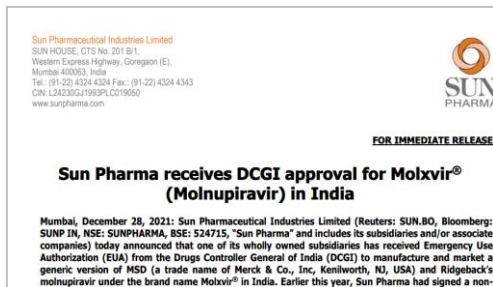 Sun Pharmaceutical Industries Limited
SUN HOUSE, CTS No. 201 B/1,
Western Express Highway, Goregaon (E),
Mumbai 400063, India
Tel.: (91-22) 4324 4324 Fax.: (91-22) 4324 4343
CIN: L24230GJ1993PLC019050
www.sunpharma.com
SUN
PHARMA
FOR IMMEDIATE RELEASE
Sun Pharma receives DCGI approval for Molxvir®
(Molnupiravir) in India
Mumbai, December 28, 2021: Sun Pharmaceutical Industries Limited (Reuters: SUN.BO, Bloomberg:
SUNP IN, NSE: SUNPHARMA, BSE: 524715, "Sun Pharma" and includes its subsidiaries and/or associate
companies) today announced that one of its wholly owned subsidiaries has received Emergency Use
Authorization (EUA) from the Drugs Controller General of India (DCGI) to manufacture and market a
generic version of MSD (a trade name of Merck & Co., Inc, Kenilworth, NJ, USA) and Ridgeback's
molnupiravir under the brand name Molxvir® in India. Earlier this year, Sun Pharma had signed a non-